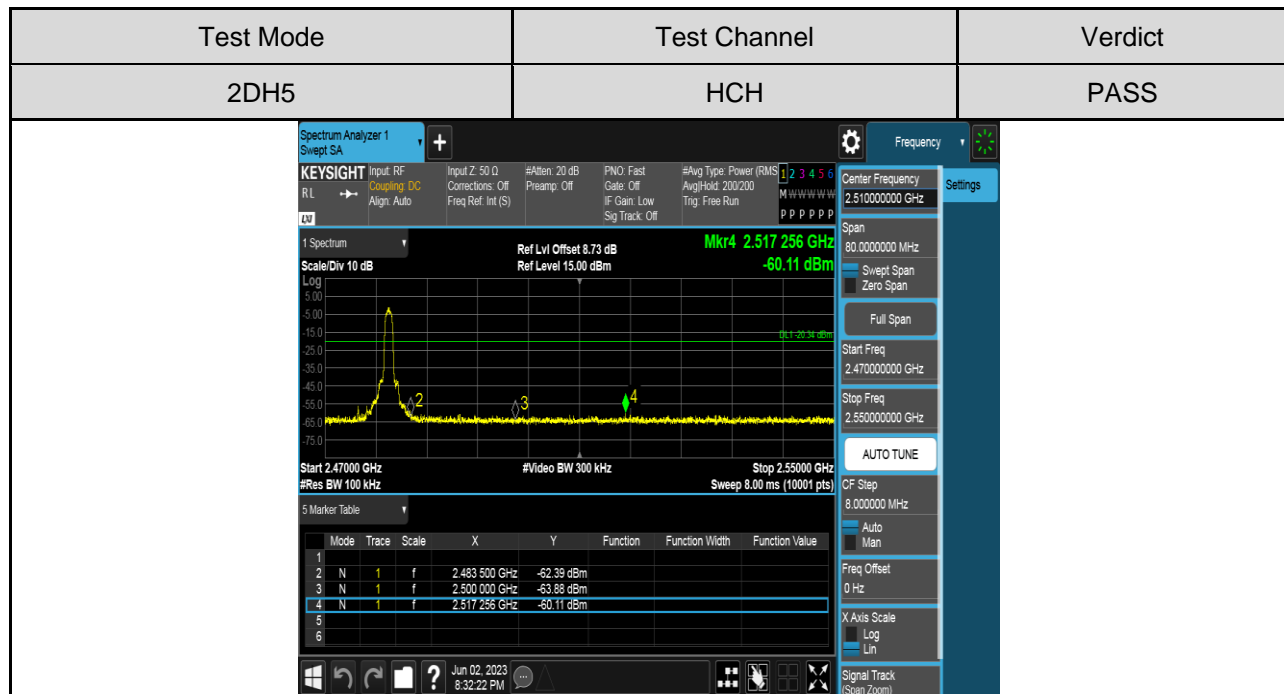 Test Mode Test Channel Verdict
2DH5 HCH PASS
Spectrum Analyzer 1
Swept SA
+
Frequency
KEYSIGHT Input: RF Input Z: 50 Ω #Atten: 20 dB PNO: Fast #Avg Type: Power (RMS 1 2 3 4 5 6
RL Coupling: DC Corrections: Off Preamp: Off Gate: Off Avg|Hold: 200/200 M W W W W W
Align: Auto Freq Ref: Int (S) IF Gain: Low Trig: Free Run
LXI Sig Track: Off P P P P P P
1 Spectrum Ref Lvl Offset 8.73 dB Mkr4 2.517 256 GHz
Scale/Div 10 dB Ref Level 15.00 dBm -60.11 dBm
Log
5.00
-5.00
-15.0 DL1 -20.34 dBm
-25.0
-35.0
-45.0
-55.0 2 3 4
-65.0
-75.0
Start 2.47000 GHz #Video BW 300 kHz Stop 2.55000 GHz
#Res BW 100 kHz Sweep 8.00 ms (10001 pts)
5 Marker Table
Mode Trace Scale X Y Function Function Width Function Value
1
2 N 1 f 2.483 500 GHz -62.39 dBm
3 N 1 f 2.500 000 GHz -63.88 dBm
4 N 1 f 2.517 256 GHz -60.11 dBm
5
6
? Jun 02, 2023
8:32:22 PM
Center Frequency
2.510000000 GHz
Settings
Span
80.0000000 MHz
Swept Span
Zero Span
Full Span
Start Freq
2.470000000 GHz
Stop Freq
2.550000000 GHz
AUTO TUNE
CF Step
8.000000 MHz
Auto
Man
Freq Offset
0 Hz
X Axis Scale
Log
Lin
Signal Track
(Span Zoom)